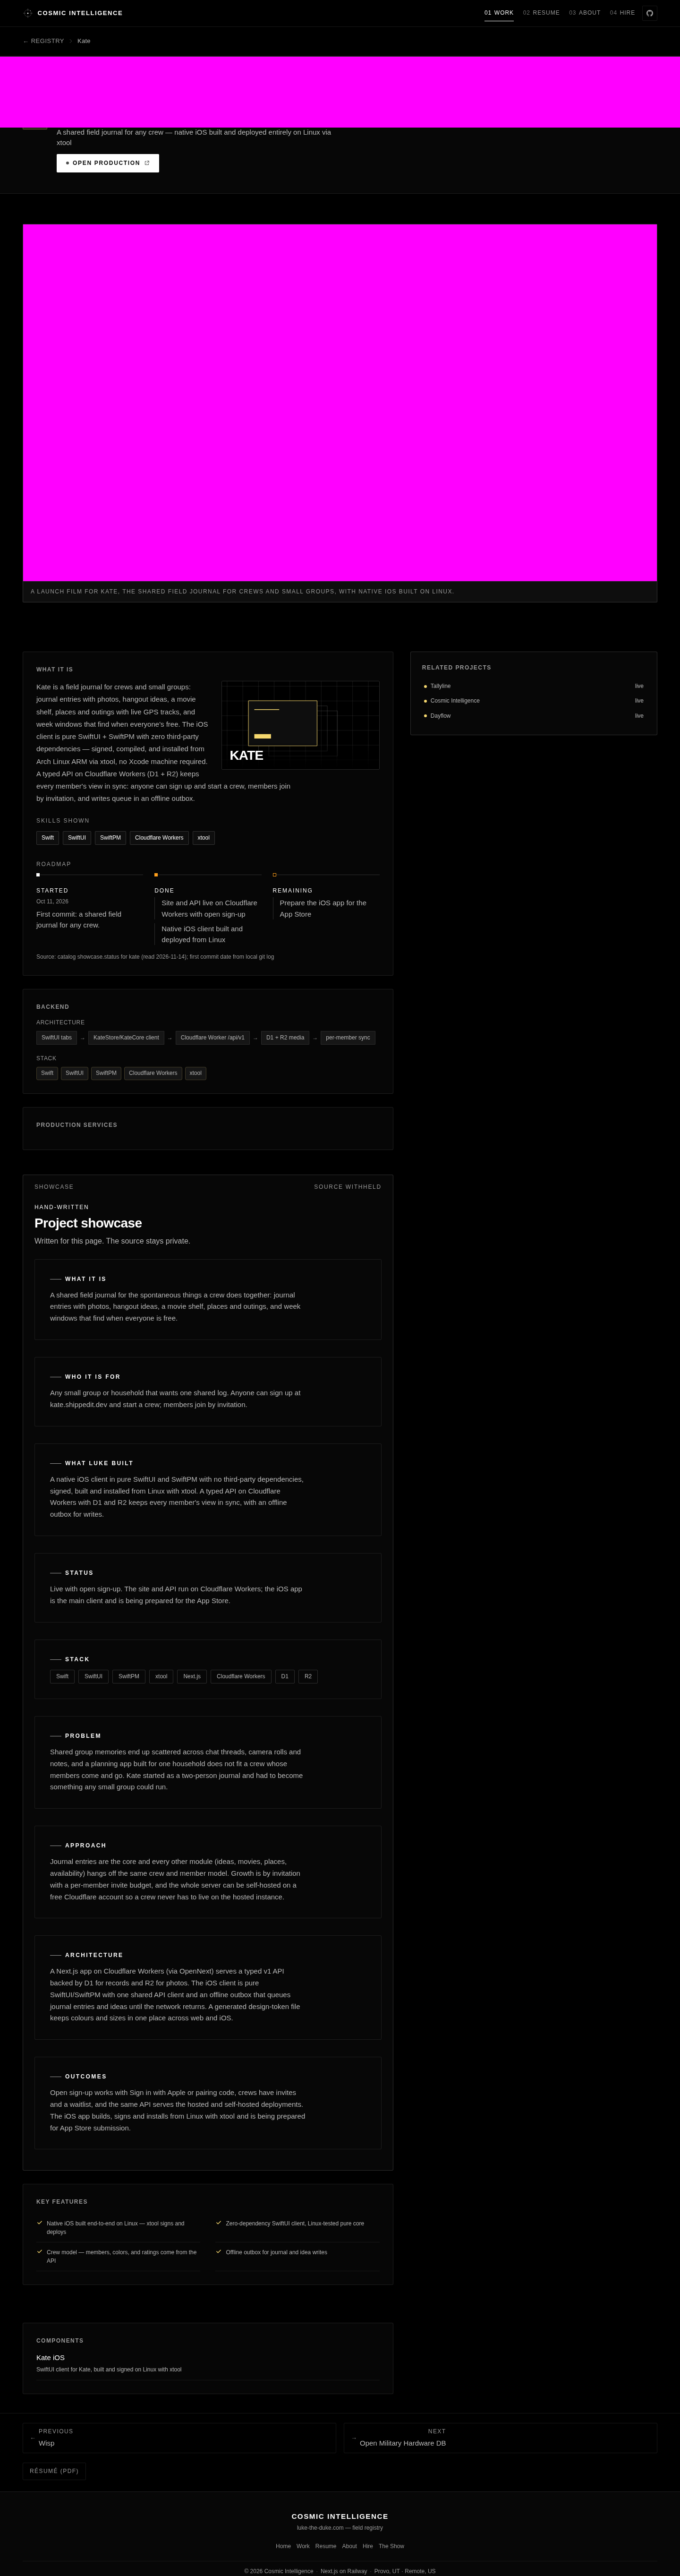 COSMIC INTELLIGENCE
01 WORK
02 RESUME
03 ABOUT
04 HIRE
← REGISTRY / Kate
A shared field journal for any crew — native iOS built and deployed entirely on Linux via
xtool
OPEN PRODUCTION
A LAUNCH FILM FOR KATE, THE SHARED FIELD JOURNAL FOR CREWS AND SMALL GROUPS, WITH NATIVE IOS BUILT ON LINUX.
WHAT IT IS
Kate is a field journal for crews and small groups:
journal entries with photos, hangout ideas, a movie
shelf, places and outings with live GPS tracks, and
week windows that find when everyone's free. The iOS
client is pure SwiftUI + SwiftPM with zero third-party
dependencies — signed, compiled, and installed from
Arch Linux ARM via xtool, no Xcode machine required.
A typed API on Cloudflare Workers (D1 + R2) keeps
every member's view in sync: anyone can sign up and start a crew, members join
by invitation, and writes queue in an offline outbox.
KATE
SKILLS SHOWN
Swift
SwiftUI
SwiftPM
Cloudflare Workers
xtool
ROADMAP
STARTED
Oct 11, 2026
First commit: a shared field
journal for any crew.
DONE
Site and API live on Cloudflare
Workers with open sign-up
Native iOS client built and
deployed from Linux
REMAINING
Prepare the iOS app for the
App Store
Source: catalog showcase.status for kate (read 2026-11-14); first commit date from local git log
RELATED PROJECTS
Tallyline live
Cosmic Intelligence live
Dayflow live
BACKEND
ARCHITECTURE
SwiftUI tabs → KateStore/KateCore client → Cloudflare Worker /api/v1 → D1 + R2 media → per-member sync
STACK
Swift
SwiftUI
SwiftPM
Cloudflare Workers
xtool
PRODUCTION SERVICES
SHOWCASE
SOURCE WITHHELD
HAND-WRITTEN
Project showcase
Written for this page. The source stays private.
WHAT IT IS
A shared field journal for the spontaneous things a crew does together: journal
entries with photos, hangout ideas, a movie shelf, places and outings, and week
windows that find when everyone is free.
WHO IT IS FOR
Any small group or household that wants one shared log. Anyone can sign up at
kate.shippedit.dev and start a crew; members join by invitation.
WHAT LUKE BUILT
A native iOS client in pure SwiftUI and SwiftPM with no third-party dependencies,
signed, built and installed from Linux with xtool. A typed API on Cloudflare
Workers with D1 and R2 keeps every member's view in sync, with an offline
outbox for writes.
STATUS
Live with open sign-up. The site and API run on Cloudflare Workers; the iOS app
is the main client and is being prepared for the App Store.
STACK
Swift
SwiftUI
SwiftPM
xtool
Next.js
Cloudflare Workers
D1
R2
PROBLEM
Shared group memories end up scattered across chat threads, camera rolls and
notes, and a planning app built for one household does not fit a crew whose
members come and go. Kate started as a two-person journal and had to become
something any small group could run.
APPROACH
Journal entries are the core and every other module (ideas, movies, places,
availability) hangs off the same crew and member model. Growth is by invitation
with a per-member invite budget, and the whole server can be self-hosted on a
free Cloudflare account so a crew never has to live on the hosted instance.
ARCHITECTURE
A Next.js app on Cloudflare Workers (via OpenNext) serves a typed v1 API
backed by D1 for records and R2 for photos. The iOS client is pure
SwiftUI/SwiftPM with one shared API client and an offline outbox that queues
journal entries and ideas until the network returns. A generated design-token file
keeps colours and sizes in one place across web and iOS.
OUTCOMES
Open sign-up works with Sign in with Apple or pairing code, crews have invites
and a waitlist, and the same API serves the hosted and self-hosted deployments.
The iOS app builds, signs and installs from Linux with xtool and is being prepared
for App Store submission.
KEY FEATURES
Native iOS built end-to-end on Linux — xtool signs and
deploys
Zero-dependency SwiftUI client, Linux-tested pure core
Crew model — members, colors, and ratings come from the
API
Offline outbox for journal and idea writes
COMPONENTS
Kate iOS
SwiftUI client for Kate, built and signed on Linux with xtool
← PREVIOUS
Wisp
NEXT
Open Military Hardware DB
RÉSUMÉ (PDF)
COSMIC INTELLIGENCE
luke-the-duke.com — field registry
Home Work Resume About Hire The Show
© 2026 Cosmic Intelligence Next.js on Railway Provo, UT · Remote, US